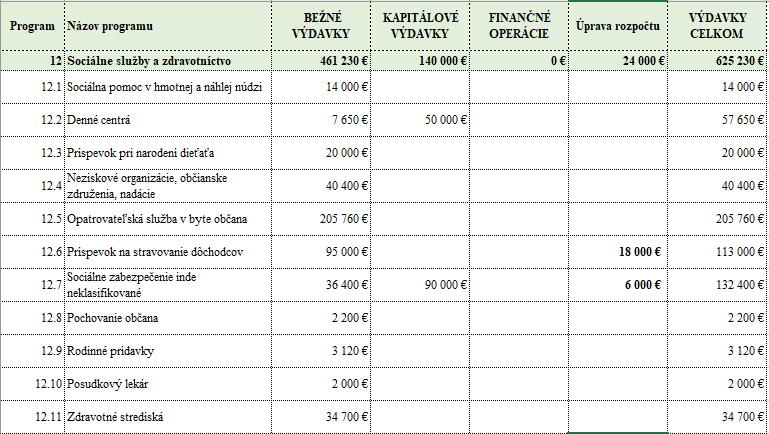 Program Názov programu BEŽNÉ VÝDAVKY KAPITÁLOVÉ VÝDAVKY FINANČNÉ OPERÁCIE Úprava rozpočtu VÝDAVKY CELKOM
12 Sociálne služby a zdravotníctvo 461 230 € 140 000 € 0 € 24 000 € 625 230 €
12.1 Sociálna pomoc v hmotnej a náhlej núdzi 14 000 € 14 000 €
12.2 Denné centrá 7 650 € 50 000 € 57 650 €
12.3 Príspevok pri narodení dieťaťa 20 000 € 20 000 €
12.4 Neziskové organizácie, občianske združenia, nadácie 40 400 € 40 400 €
12.5 Opatrovateľská služba v byte občana 205 760 € 205 760 €
12.6 Príspevok na stravovanie dôchodcov 95 000 € 18 000 € 113 000 €
12.7 Sociálne zabezpečenie inde neklasifikované 36 400 € 90 000 € 6 000 € 132 400 €
12.8 Pochovanie občana 2 200 € 2 200 €
12.9 Rodinné prídavky 3 120 € 3 120 €
12.10 Posudkový lekár 2 000 € 2 000 €
12.11 Zdravotné strediská 34 700 € 34 700 €